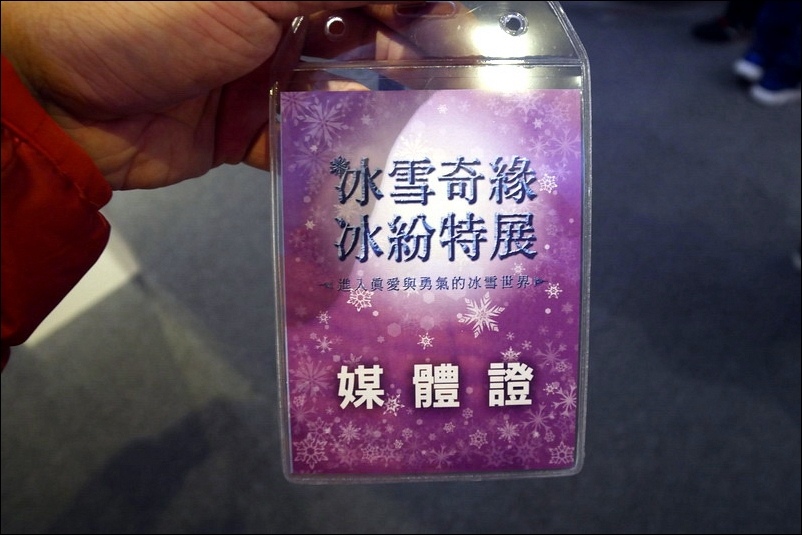 冰雪奇緣
冰紛特展
進入真愛與勇氣的冰雪世界
媒體證